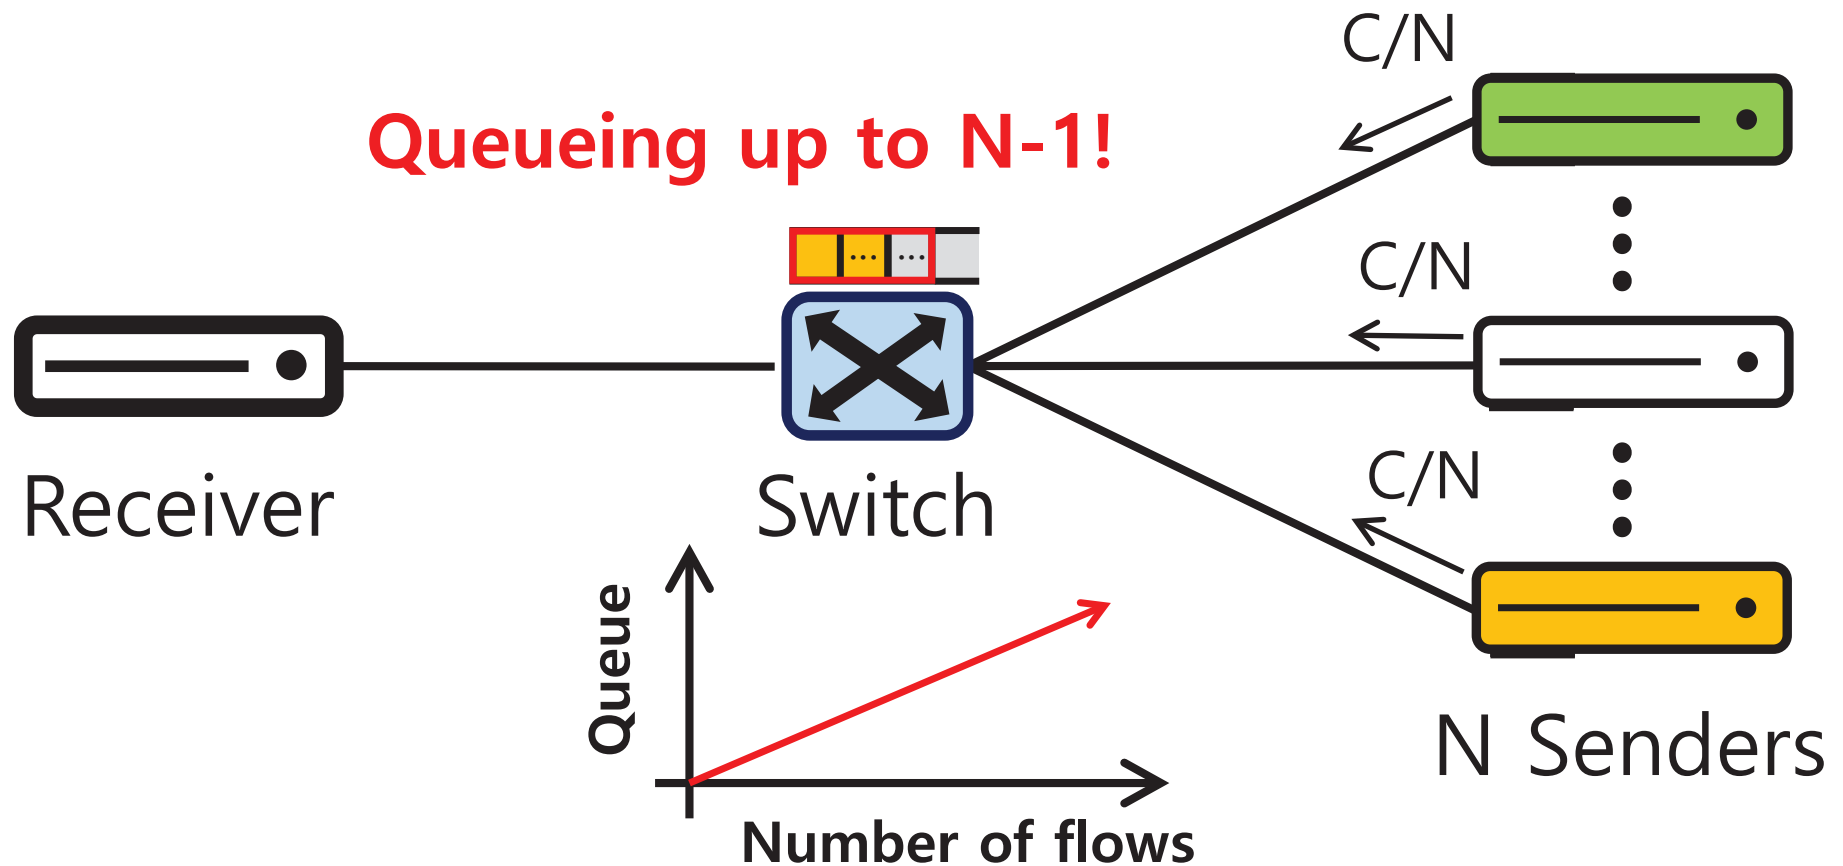 C/N
Queueing up to N-1!
... ...
C/N
C/N
Receiver
Switch
N Senders
Queue
Number of flows